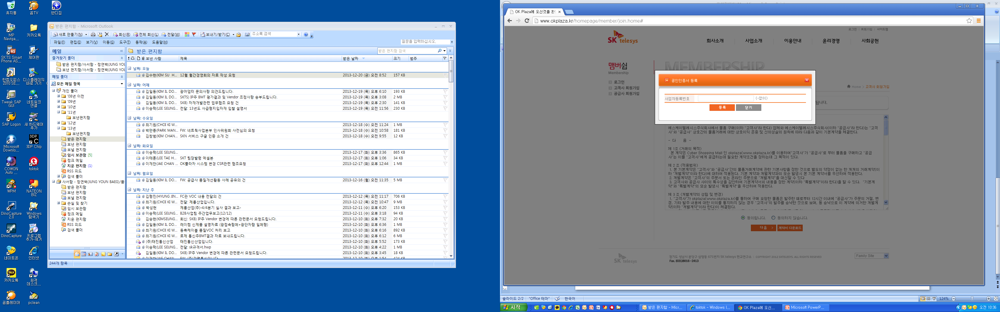 휴지통
곰TV
반디집
MP Naviga...
카카오톡
SKTS Smart Phone AS...
제어판
한컴오피스 2010 SE...
디스플레이의 바로 가기
Tweak SAP GUI
네트워크 연결
SAP Logon
새 하드웨어 추가
Microsoft Downlo...
3DP Chip
COWON Auto ...
toktok
WPM
NATEON BIZ
DinoCapture 2,0
Windows 탐색기
DinoCapture
프로그램 추가-제거
네이트온
인터넷
카카오톡
원격 데스크...
곰플레이어
pclean
받은 편지함 - Microsoft Outlook
새로 만들기(N) 회신(R) 전체 회신(L) 전달(W) 보내기/받기(C) 주소록 검색
파일(F) 편집(E) 보기(V) 이동(G) 도구(T) 동작(A) 도움말(H) 질문을 입력하십시오.
메일
즐겨찾기 폴더
받은 편지함/사서함 - 정연백(JUNG YOU
보낸 편지함/사서함 - 정연백(JUNG YOU
메일 폴더
모든 메일 항목
개인 폴더
'08년 이전
'09년
'10년
'11년
보낸편지함
'12년
'13년
보낸편지함
받은 편지함
보낸 편지함
보낼 편지함
임시 보관함 [5]
정크 메일
지운 편지함 (1)
RSS 피드
검색 폴더
사서함 - 정연백(JUNG YOUN BAEG)/품
받은 편지함
보낸 편지함
보낼 편지함
손실 및 찾기
임시 보관함
정크 메일
지운 편지함
RSS 피드
검색 폴더
244개 항목
받은 편지함 받은 편지함 검색
보낸 사람 제목 받은 날짜 크기 범주
날짜: 오늘
김수현(KIM SU H... 12월 월간경영회의 자료 작성 요청 2013-12-20 (금) 오전 8:52 157 KB
날짜: 어제
김일동(KIM IL DO... 광어댑터 문의사항 의견드립니다. 2013-12-19 (목) 오후 6:10 193 KB
김일동(KIM IL DO... SKTS) IP주 BMT 평가결과 및 Vendor 조정사항 송부드립니다. 2013-12-19 (목) 오후 3:08 2 MB
김일동(KIM IL DO... SKB) 자재개발관련 업무협조 요청 건 2013-12-19 (목) 오후 2:30 141 KB
이승학(LEE SEUNG... 전달: 13년도 사급형지입자재 입찰 설명서 2013-12-19 (목) 오전 11:56 230 KB
날짜: 수요일
최기원(CHOI KI W... 2013-12-18 (수) 오전 11:24 1 MB
박만종(PARK MAN... FW: 네트웍사업본부 인사위원회 사전심의 요청 2013-12-18 (수) 오전 10:58 181 KB
김창범(KIM CHAN... SKN 서비스 구글 인증 소개 건 2013-12-18 (수) 오전 9:55 12 KB
날짜: 화요일
이승학(LEE SEUNG... 2013-12-17 (화) 오후 3:36 865 KB
이태훈(LEE TAE H... SKT 팀장발령 엑셀본 2013-12-17 (화) 오후 1:06 34 KB
이재찬(JAE CHAN ... OK플라자 시스템 변경 CSR관련 협조요청 2013-12-17 (화) 오후 12:44 1 MB
날짜: 월요일
김일동(KIM IL DO... FW: 공급사 품질개선활동 사례 공유의 건 2013-12-16 (월) 오전 11:35 5 MB
날짜: 지난 주
김형진(HYUNG JIN... FC관 VOC 내용 전달의 건 2013-12-12 (목) 오전 11:17 706 KB
최기원(CHOI KI W... 전달: 제룡산업입니다. 2013-12-12 (목) 오전 10:47 9 MB
박성현 제룡산업(주)-4/4분기 실사 결과 보고- 2013-12-11 (수) 오후 6:20 153 KB
이승학(LEE SEUNG... B2B사업팀 주간업무보고(12/12) 2013-12-11 (수) 오후 3:18 94 KB
김승현(KIMSEUNG... 회신: SKB) IP주 Vendor 변경에 따른 관련문서 요청드립니다. 2013-12-10 (화) 오후 7:32 20 KB
김일동(KIM IL DO... 레이켐 신제품 설명자료 (광접속함체+광단자함 일체형) 2013-12-10 (화) 오후 6:36 1 MB
최기원(CHOI KI W... 동축케이블 품질VOC 처리 보고 2013-12-10 (화) 오후 6:16 892 KB
최기원(CHOI KI W... 로제 통신주BMT결과 자료 보내드립니다. 2013-12-10 (화) 오후 6:12 6 MB
(주)태진통신산업 태진통신산업입니다. 2013-12-10 (화) 오후 5:52 173 KB
이승학(LEE SEUNG... 전달: sk규격서.hwp 2013-12-10 (화) 오후 4:22 1 MB
김일동(KIM IL DO... SKB) IP주 Vendor 변경에 따른 관련문서 요청드립니다. 2013-12-10 (화) 오후 3:45 18 KB
OK Plaza에 오신것을 환
www.okplaza.kr/homepage/member/join.home#
로그인 | 회원가입 | 사이트맵
SK telesys 회사소개 사업소개 이용안내 윤리경영 사회공헌
맴버쉽
Membership
MEMBERSHIP
로그인
고객사 회원가입
공급사 회원가입
Home > 고객사 회원가입
공인인증서 등록
사업자등록번호 (-없이)
등록 닫기
됩니다.
에스케이텔레시스주식회사에서 물품 구매(이하 "고객사"라 한다) 업체와 에스케이텔레시스주식회사(이하 "공급사"라 한다)는 "고객
사"와 "공급사" 상호간의 물품거래에 대한 상호이익 존중 및 신의성실의 원칙에 따라 다음과 같이 기본계약을 체결한다.
- 다 음 -
제 1조 (거래의 목적)
본 계약은 Cyber Shopping Mall 인 okplaza(www.okplaza.kr)를 이용하여"고객사"가 "공급사"로 부터 물품을 구매하고 "공급
사"는 이를 "고객사"에게 공급하는데 필요한 계약조건을 정하는데 그 목적이 있다.
제 2 조 (적용범위)
1. 본 기본계약은 "고객사"와 "공급사"간의 물품거래계약에 관한 기본사항을 정한 것으로 별도의 약정이 없는 한 개개의 거래계약(이
하 "개별계약"이라 한다)에 대하여 적용된다. 기본 계약과 개별계약과의 모순 발생시 본 기본 계약서를 우선하여 적용한다.
2. 개별계약은 "고객사"의 주문서 또는 온라인 주문으로 "개별계약"을 대신할 수 있다
3. 고객사와 공급사 사이의 특수성을 감안하여 기본계약서외 내용을 정한 계약(이하 "특별계약"이라 한다)를 할 수 있다. "기본계
약"과 "특별계약"의 모순 발생시 "특별계약"을 우선하여 적용한다.
제 3 조 (개별계약의 성립 및 변경)
1. "고객사"가 okplaza(www.okplaza.kr)를 통하여 구매 요청한 물품은 발주한 때로부터 12시간 이내에 "공급사"가 주문의 거절, 변
경, 기타 발주 내용에 대한 이의를 통지하지 않는 경우 "고객사"의 발주를 승낙한 것으로 보며, 동 승낙으로 이 계약에 의거한 개별계
약(이하 "개별계약"이라 한다)이 체결된다.
동의합니다. 동의하지 않습니다.
다음 > 계약서 다운로드
SK telesys
경기도 성남시 분당구 삼평동 671번지 SK telesys 판교연구소 | COPYRIGHT 2012 SKTELESYS. ALL RIGHTS RESEVED
Fax. (031)8016-2413
Family Site
슬라이드 2/2 "Office 테마" 한국어 124%
시작 받은 편지함 - Micr... toktok - Windows I... OK Plaza에 오신... Microsoft PowerP... 오전 10:36